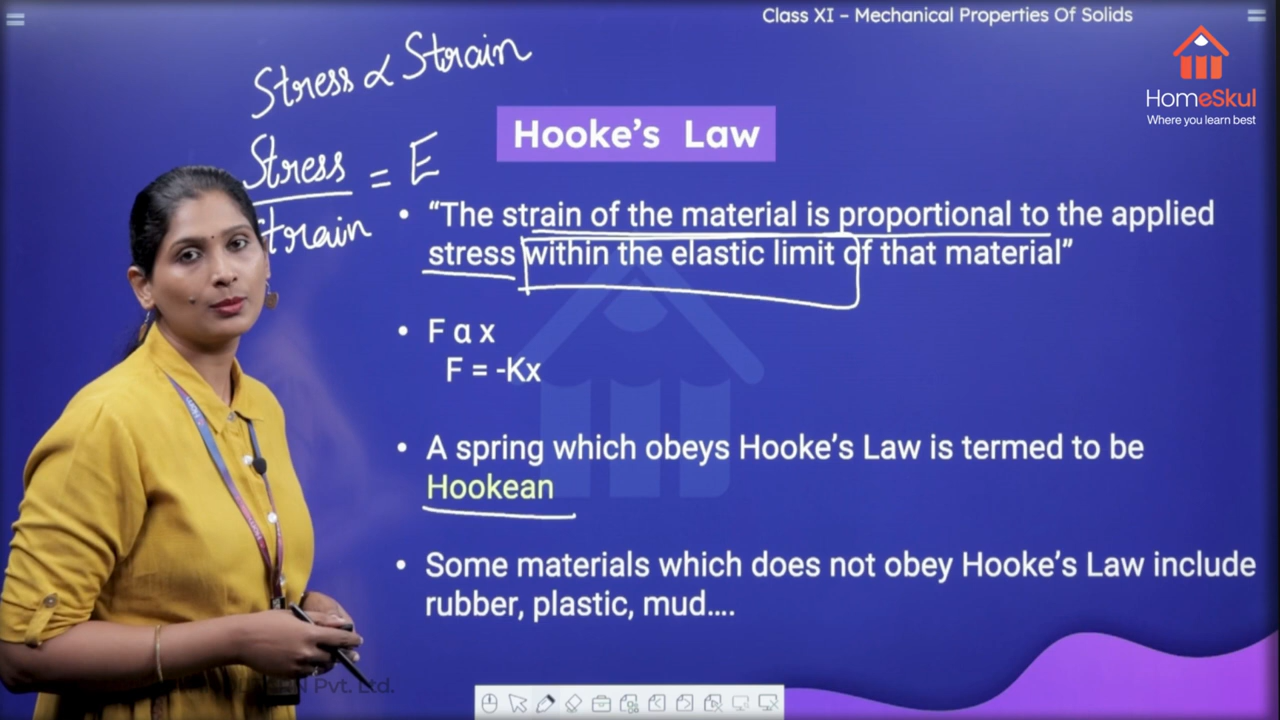 Class XI – Mechanical Properties Of Solids
HomeSkul
Where you learn best
Stress ∝ Strain
Hooke's Law
Stress = E
Strain
• “The strain of the material is proportional to the applied
stress within the elastic limit of that material”
• F α x
F = -Kx
• A spring which obeys Hooke's Law is termed to be
Hookean
• Some materials which does not obey Hooke's Law include
rubber, plastic, mud....
Pvt. Ltd.